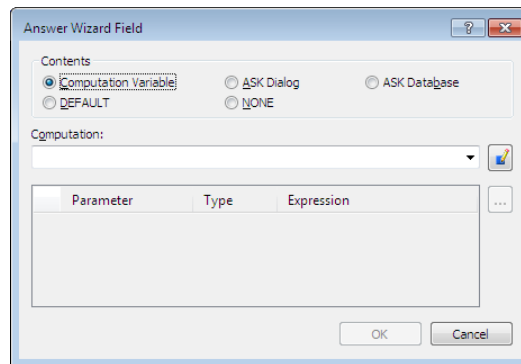 Answer Wizard Field
?
Contents
Computation Variable ASK Dialog ASK Database
DEFAULT NONE
Computation:
Parameter Type Expression
...
OK Cancel